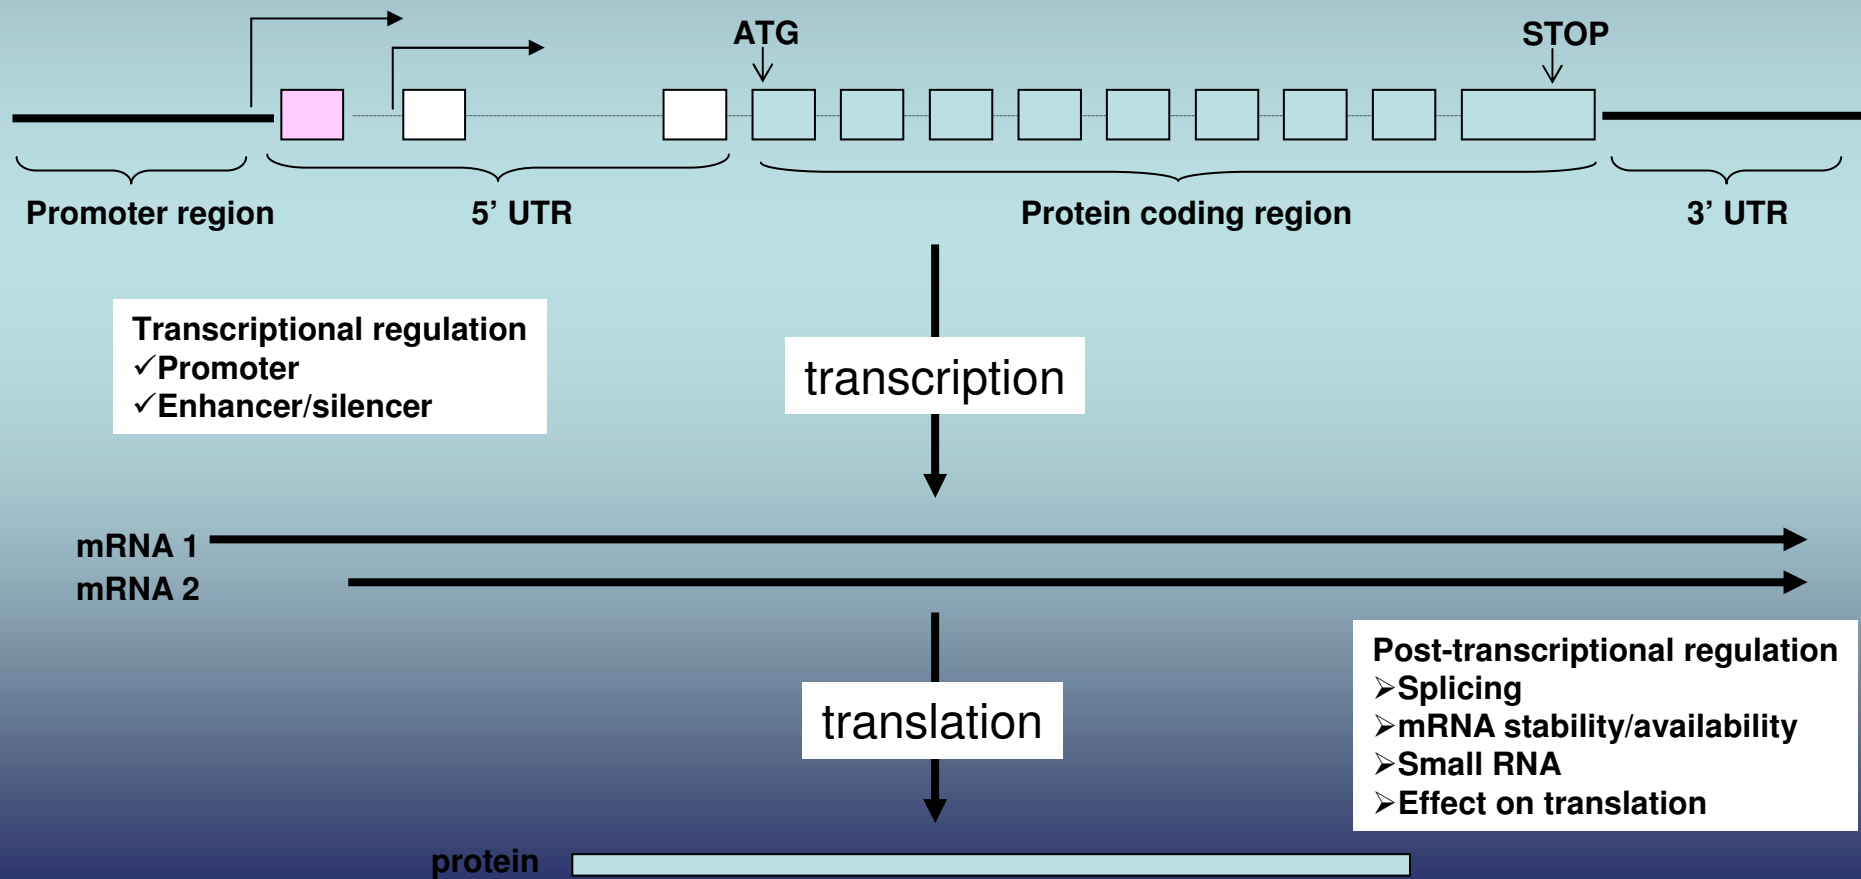 ATG
STOP
Promoter region
5’ UTR
Protein coding region
3’ UTR
Transcriptional regulation
✓Promoter
✓Enhancer/silencer
transcription
mRNA 1
mRNA 2
Post-transcriptional regulation
➢Splicing
➢mRNA stability/availability
➢Small RNA
➢Effect on translation
translation
protein